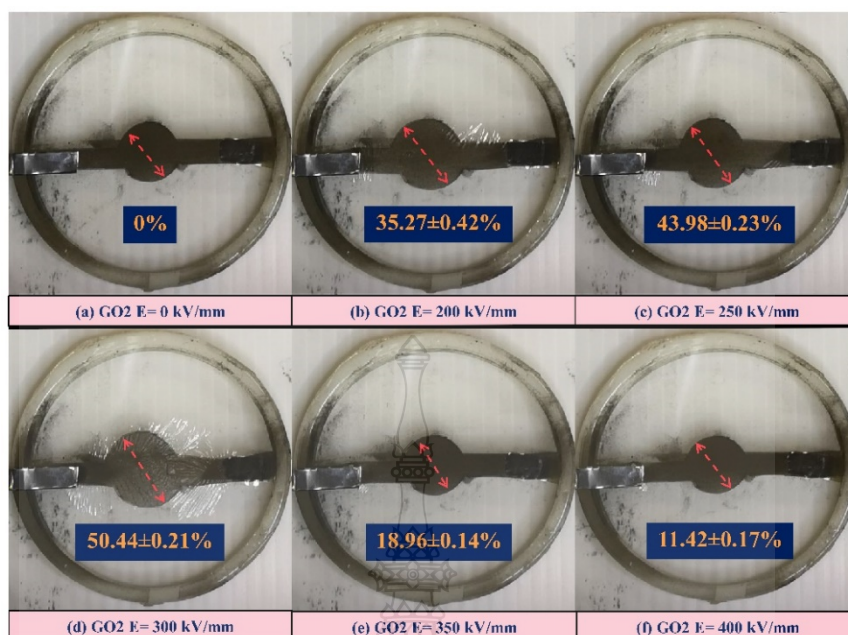 0%
35.27±0.42%
43.98±0.23%
(a) GO2 E= 0 kV/mm
(b) GO2 E= 200 kV/mm
(c) GO2 E= 250 kV/mm
50.44±0.21%
18.96±0.14%
11.42±0.17%
(d) GO2 E= 300 kV/mm
(e) GO2 E= 350 kV/mm
(f) GO2 E= 400 kV/mm